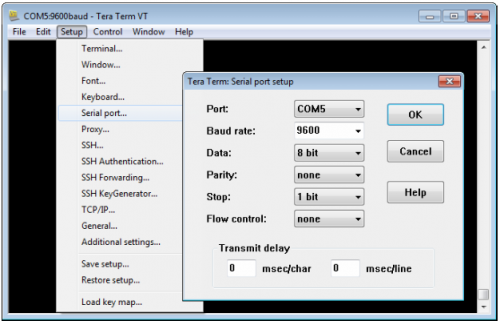 COM5:9600baud - Tera Term VT
File Edit Setup Control Window Help
Terminal...
Window...
Font...
Keyboard...
Serial port...
Proxy...
SSH...
SSH Authentication...
SSH Forwarding...
SSH KeyGenerator...
TCP/IP...
General...
Additional settings...
Save setup...
Restore setup...
Load key map...
Tera Term: Serial port setup
Port: COM5 OK
Baud rate: 9600
Data: 8 bit Cancel
Parity: none
Stop: 1 bit Help
Flow control: none
Transmit delay
0 msec/char 0 msec/line